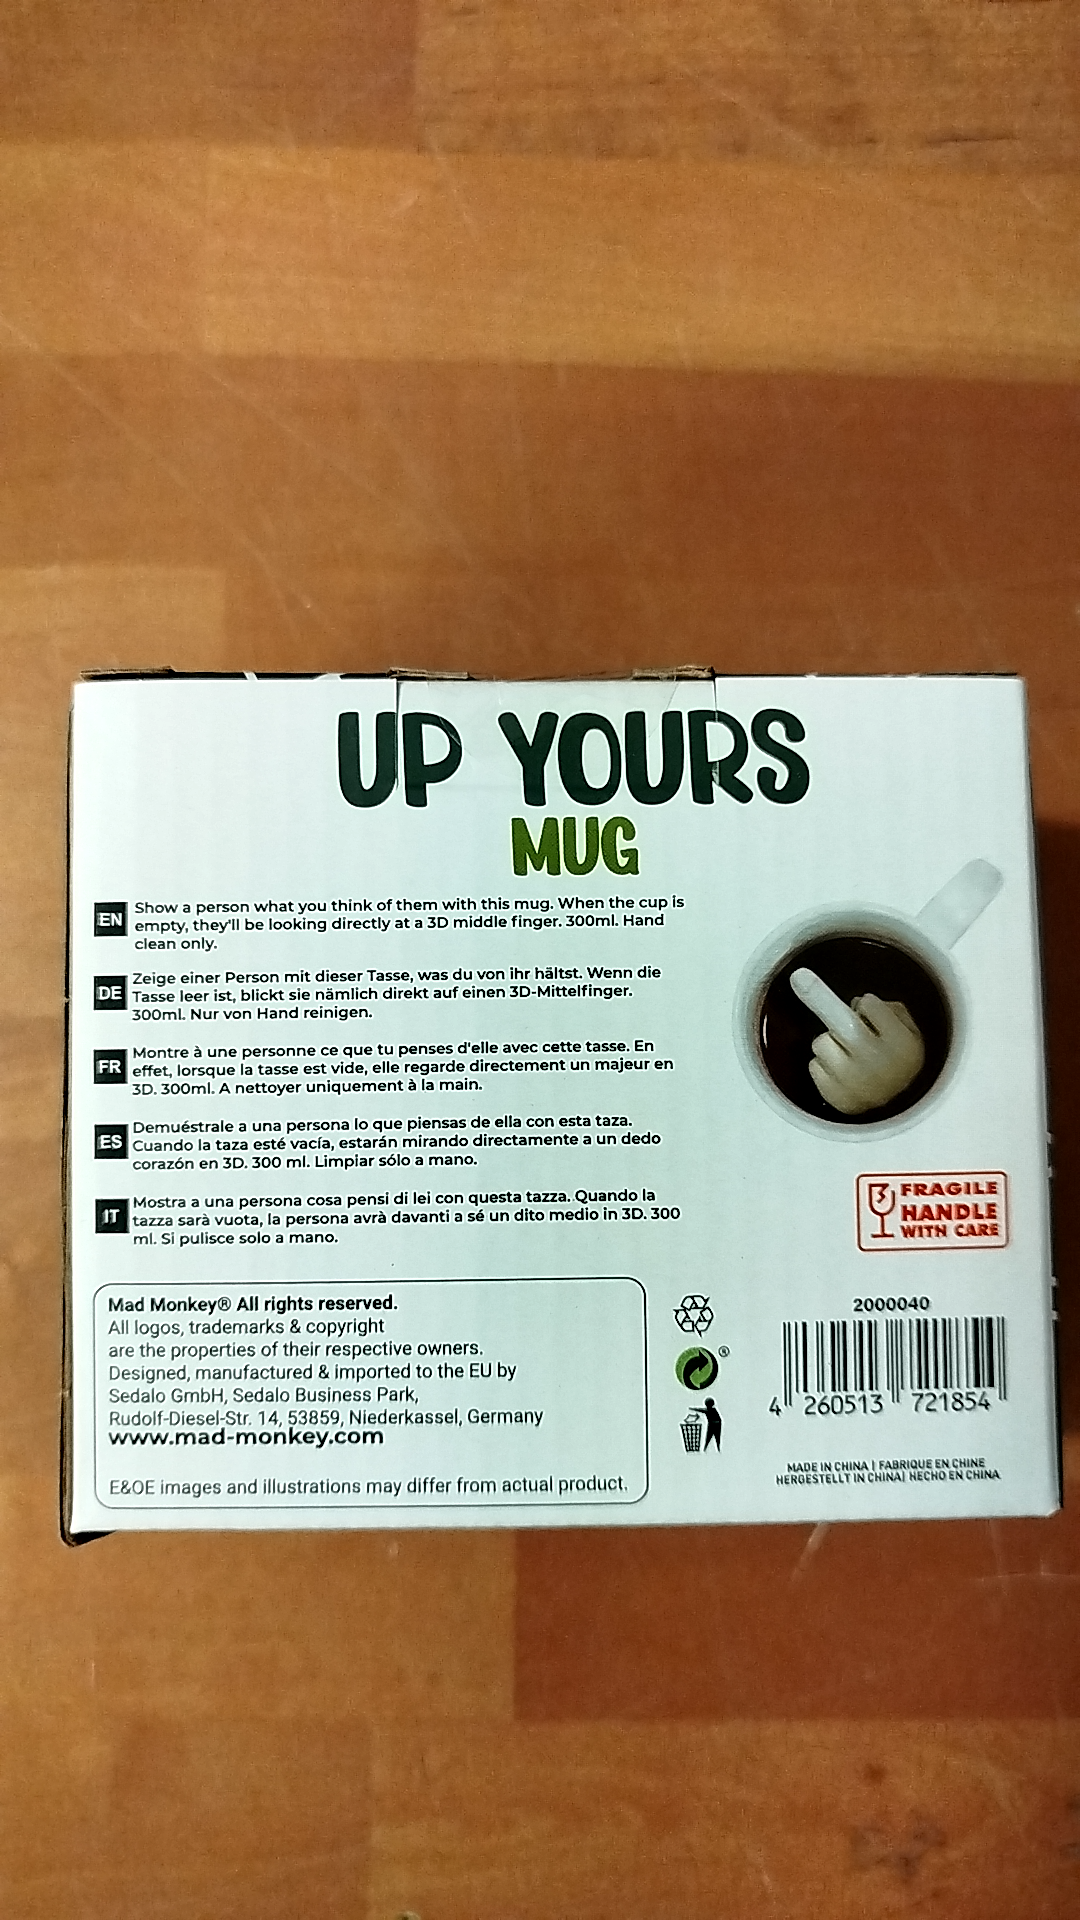 UP YOURS
MUG
EN
Show a person what you think of them with this mug. When the cup is
empty, they'll be looking directly at a 3D middle finger. 300ml. Hand
clean only.
DE
Zeige einer Person mit dieser Tasse, was du von ihr hältst. Wenn die
Tasse leer ist, blickt sie nämlich direkt auf einen 3D-Mittelfinger.
300ml. Nur von Hand reinigen.
FR
Montre à une personne ce que tu penses d'elle avec cette tasse. En
effet, lorsque la tasse est vide, elle regarde directement un majeur en
3D. 300ml. A nettoyer uniquement à la main.
ES
Demuéstrale a una persona lo que piensas de ella con esta taza.
Cuando la taza esté vacía, estarán mirando directamente a un dedo
corazón en 3D. 300 ml. Limpiar sólo a mano.
IT
Mostra a una persona cosa pensi di lei con questa tazza. Quando la
tazza sarà vuota, la persona avrà davanti a sé un dito medio in 3D. 300
ml. Si pulisce solo a mano.
FRAGILE
HANDLE
WITH CARE
Mad Monkey® All rights reserved.
All logos, trademarks & copyright
are the properties of their respective owners.
Designed, manufactured & imported to the EU by
Sedalo GmbH, Sedalo Business Park,
Rudolf-Diesel-Str. 14, 53859, Niederkassel, Germany
www.mad-monkey.com
E&OE images and illustrations may differ from actual product.
®
2000040
4 260513 721854
MADE IN CHINA | FABRIQUE EN CHINE
HERGESTELLT IN CHINA| HECHO EN CHINA